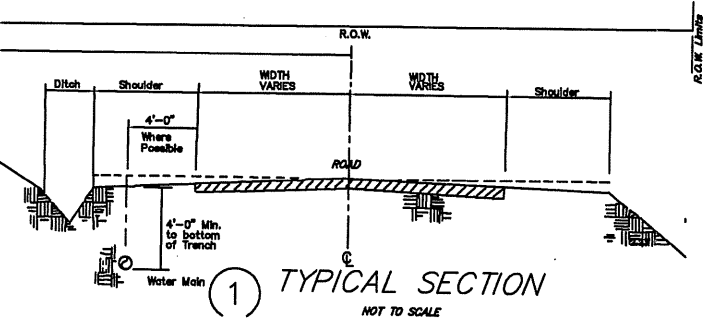 R.O.W.
R.O.W. Limits
Ditch
Shoulder
WIDTH
VARIES
WIDTH
VARIES
Shoulder
4'-0"
Where
Possible
ROAD
4'-0" Min.
to bottom
of Trench
℄
Water Main
1
TYPICAL SECTION
NOT TO SCALE